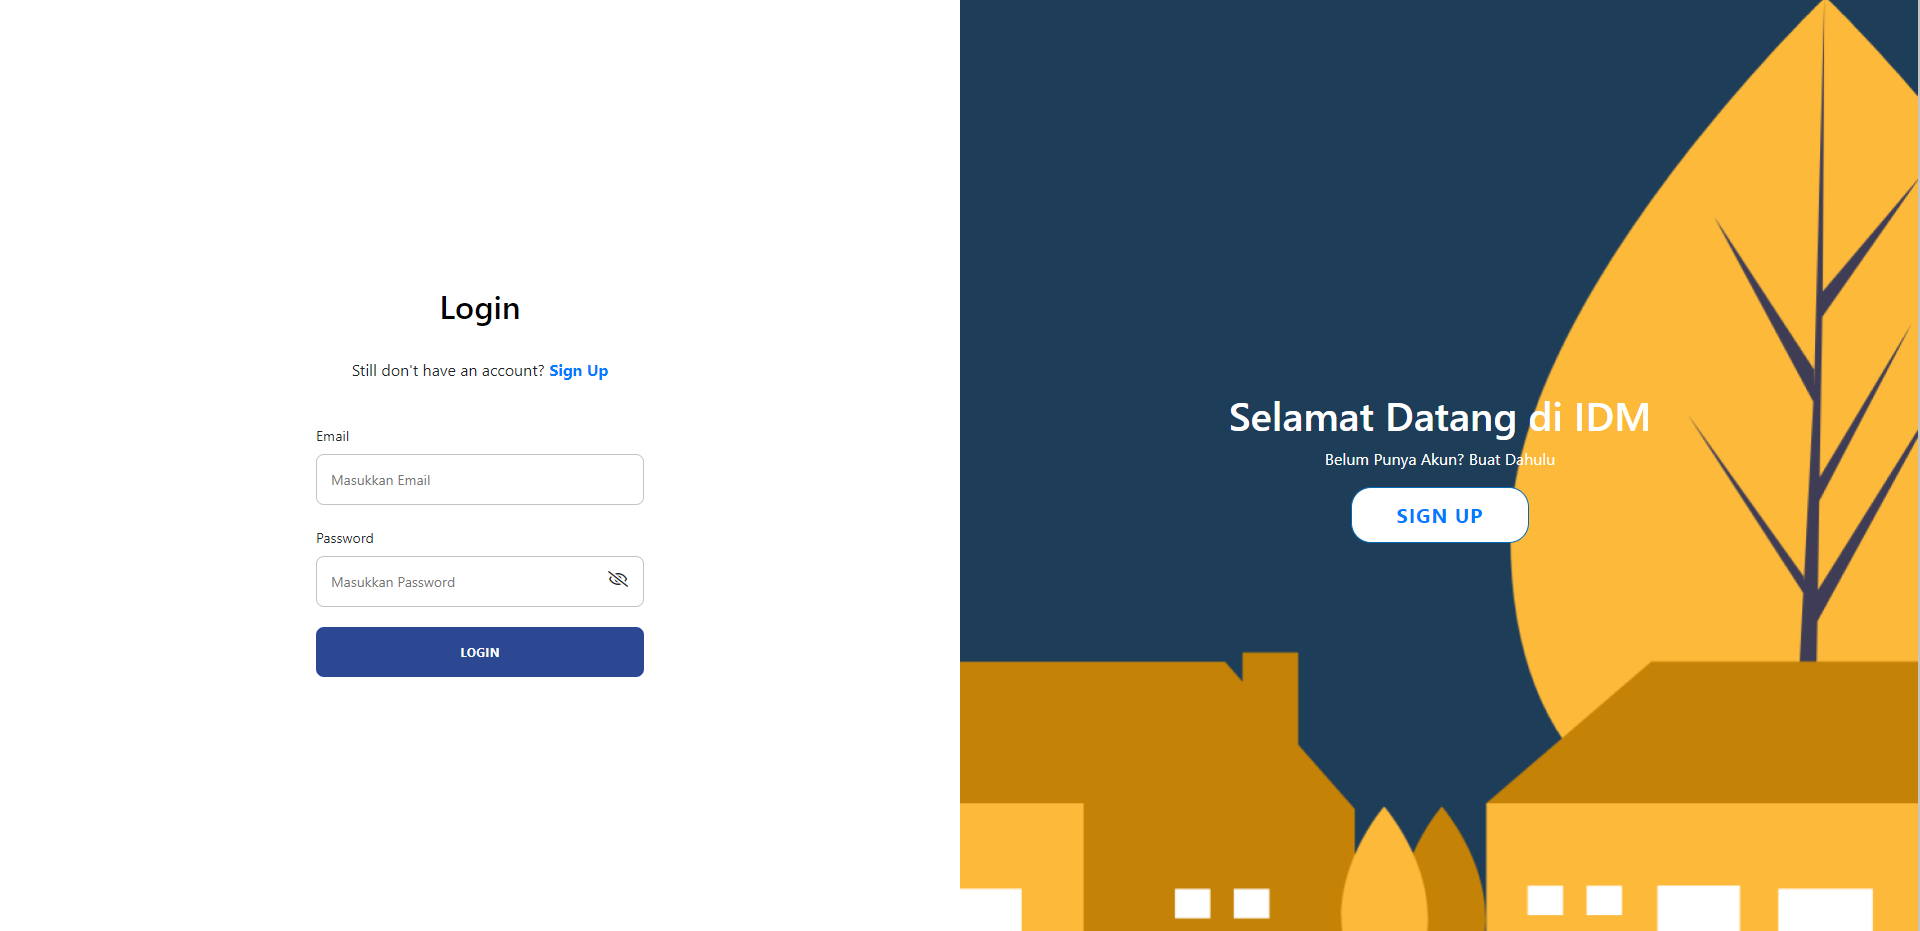 Login
Still don't have an account? Sign Up
Email
Masukkan Email
Password
Masukkan Password
LOGIN
Selamat Datang di IDM
Belum Punya Akun? Buat Dahulu
SIGN UP